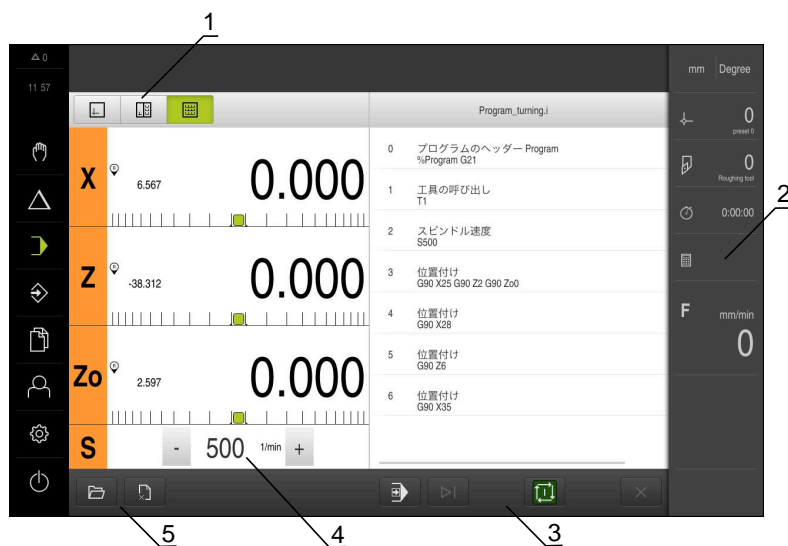 1
△ 0
11 57
mm Degree
Program_turning.i
0
preset 0
X R 6.567 0.000
0 プログラムのヘッダー Program
%Program G21
0
Roughing tool
1 工具の呼び出し
T1
2
0:00:00
2 スピンドル速度
S500
Z R -38.312 0.000
3 位置付け
G90 X25 G90 Z2 G90 Zo0
4 位置付け
G90 X28
F mm/min
0
5 位置付け
G90 Z6
Zo R 2.597 0.000
6 位置付け
G90 X35
S - 500 1/min +
5
4
3